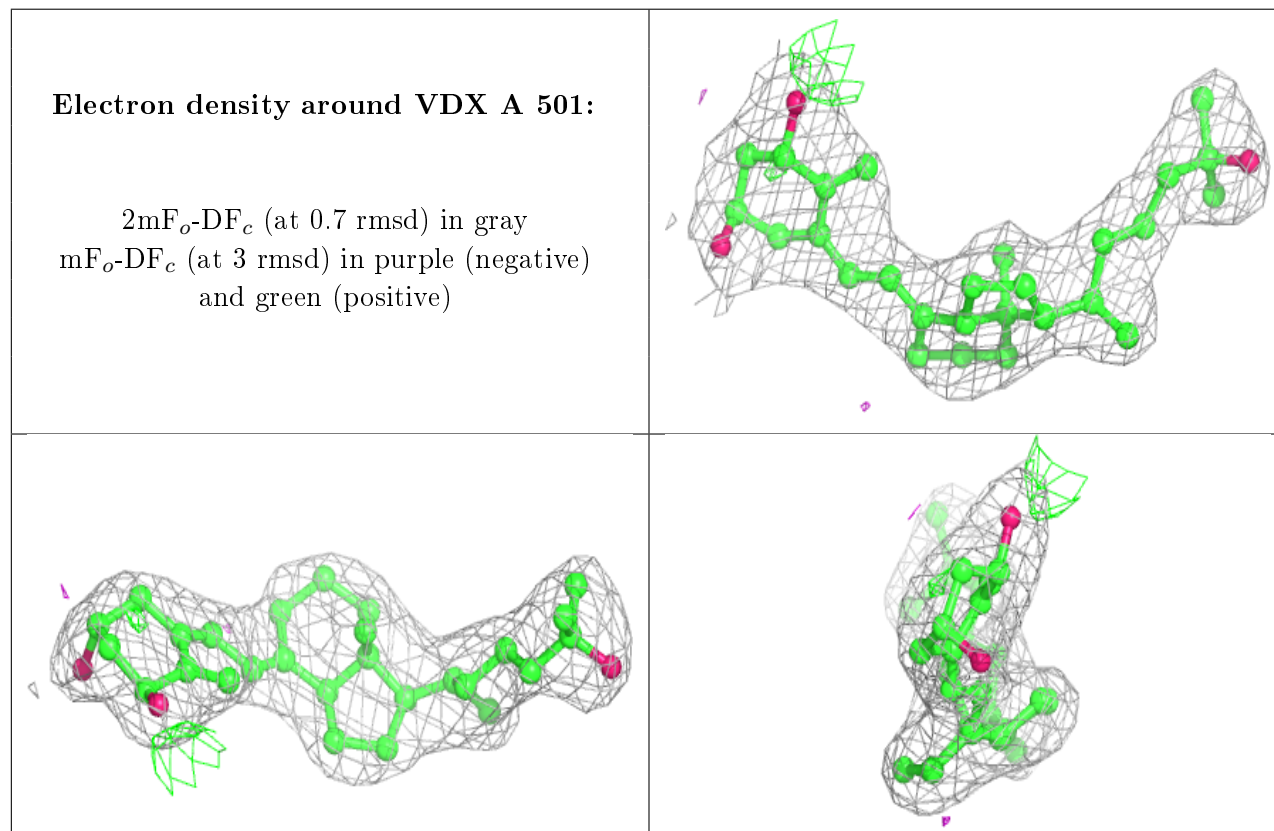 Electron density around VDX A 501:
2mFo-DFc (at 0.7 rmsd) in gray
mFo-DFc (at 3 rmsd) in purple (negative)
and green (positive)